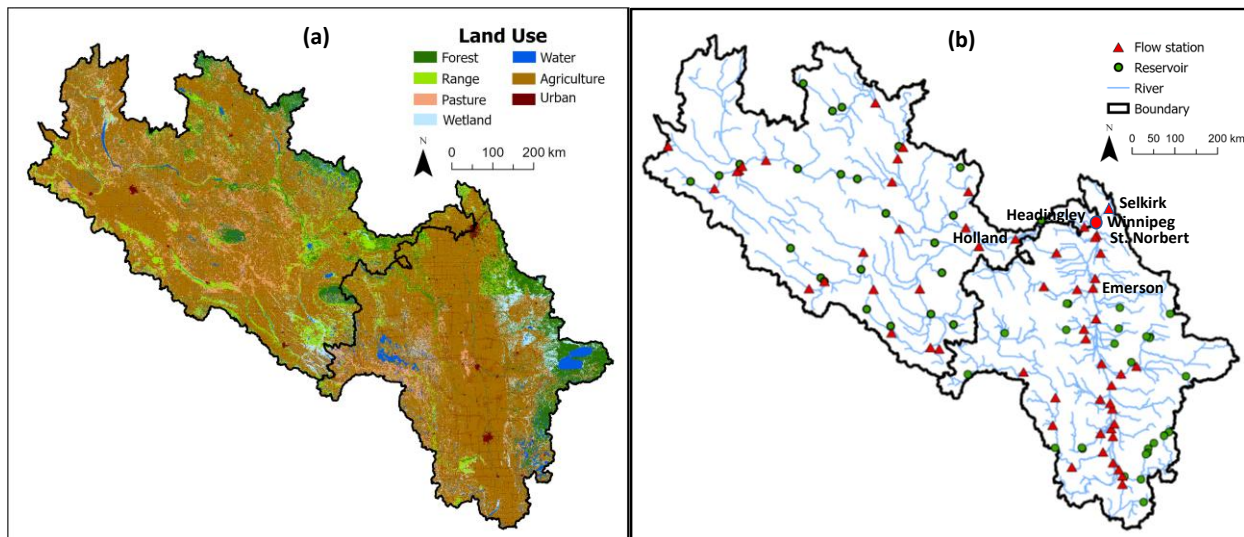 (a)
Land Use
Forest
Water
Range
Agriculture
Pasture
Urban
Wetland
N
0 100 200 km
(b)
Flow station
Reservoir
River
Boundary
N
0 50 100 200 km
Selkirk
Headingley
Winnipeg
Holland
St. Norbert
Emerson